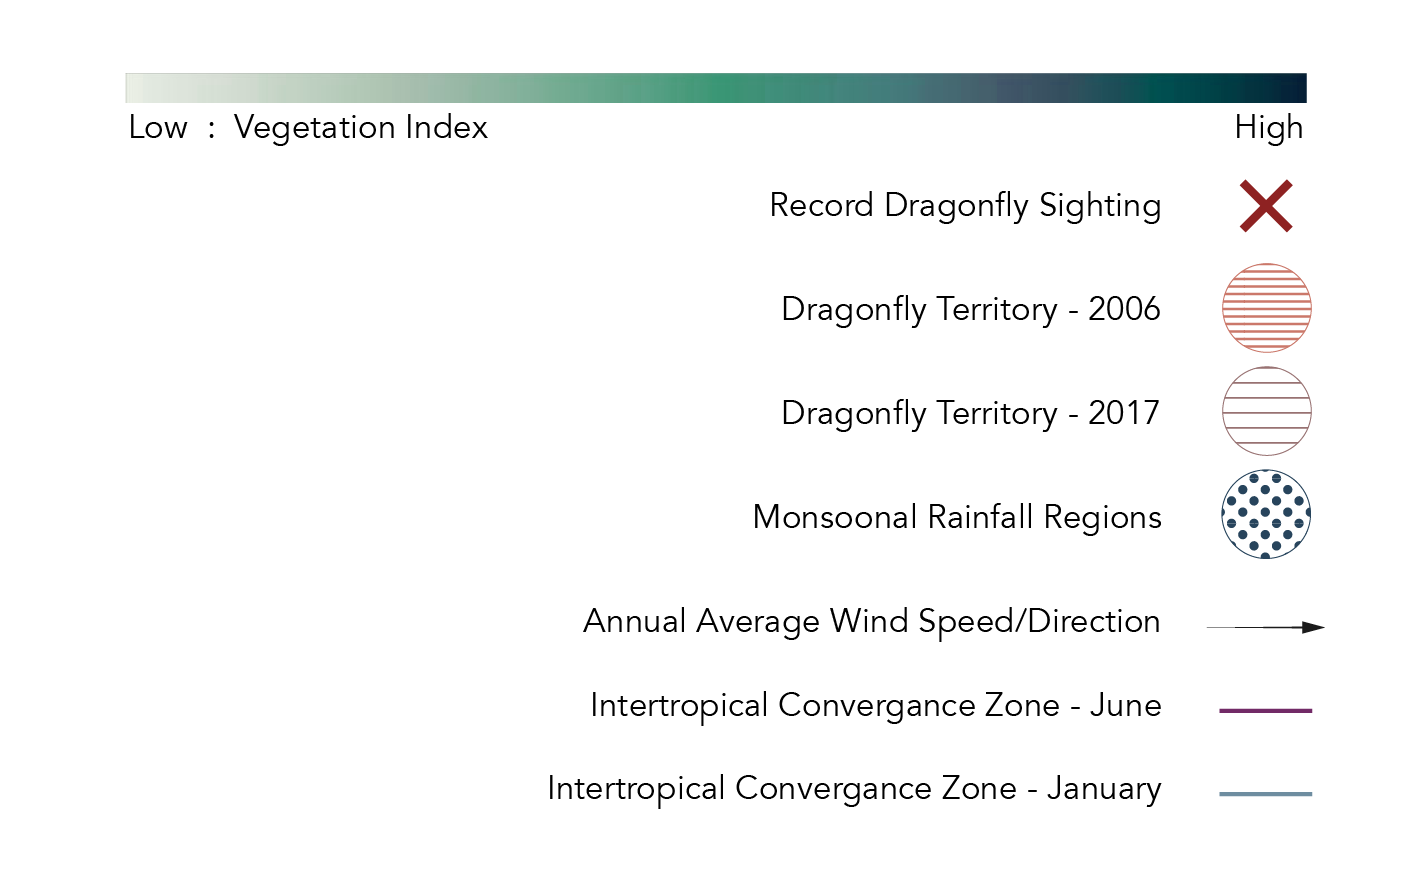 Low : Vegetation Index High
Record Dragonfly Sighting
Dragonfly Territory - 2006
Dragonfly Territory - 2017
Monsoonal Rainfall Regions
Annual Average Wind Speed/Direction
Intertropical Convergance Zone - June
Intertropical Convergance Zone - January